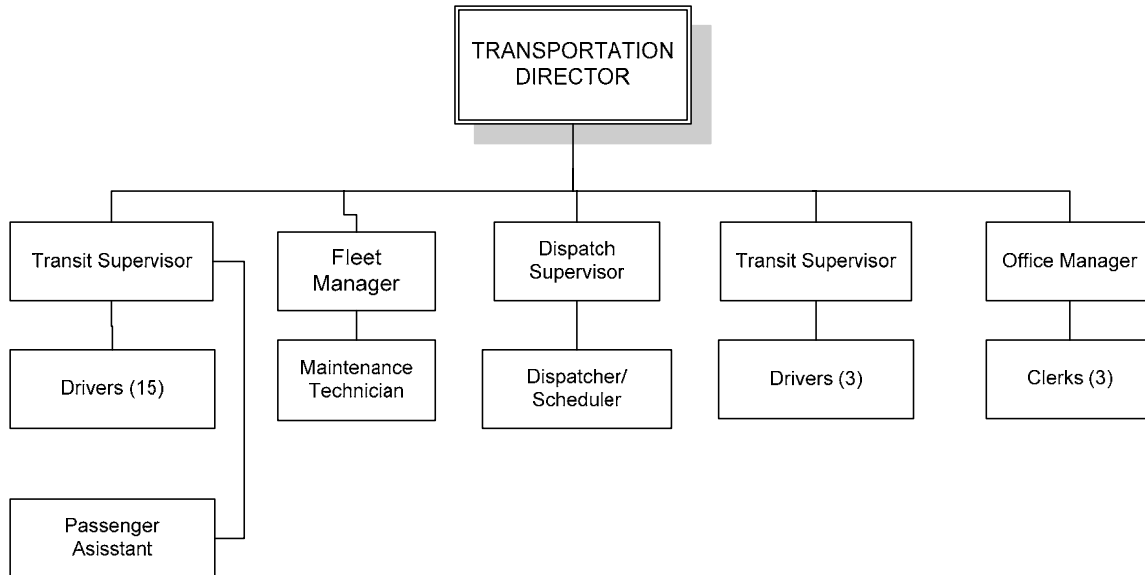 TRANSPORTATION
DIRECTOR
Transit Supervisor
Fleet
Manager
Dispatch
Supervisor
Transit Supervisor
Office Manager
Drivers (15)
Maintenance
Technician
Dispatcher/
Scheduler
Drivers (3)
Clerks (3)
Passenger
Asisstant